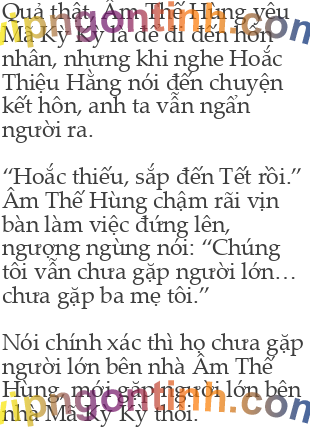 Quả thật, Âm Thế Hùng yêu
Mã Kỳ Kỳ là để đi đến hôn
nhân, nhưng khi nghe Hoắc
Thiệu Hằng nói đến chuyện
kết hôn, anh ta vẫn ngẩn
người ra.
“Hoắc thiếu, sắp đến Tết rồi.”
Âm Thế Hùng chậm rãi vịn
bàn làm việc đứng lên,
ngượng ngùng nói: “Chúng
tôi vẫn chưa gặp người lớn…
chưa gặp ba mẹ tôi.”
Nói chính xác thì họ chưa gặp
người lớn bên nhà Âm Thế
Hùng, mới gặp người lớn bên
nhà Mã Kỳ Kỳ thôi.
vipngontinh.com